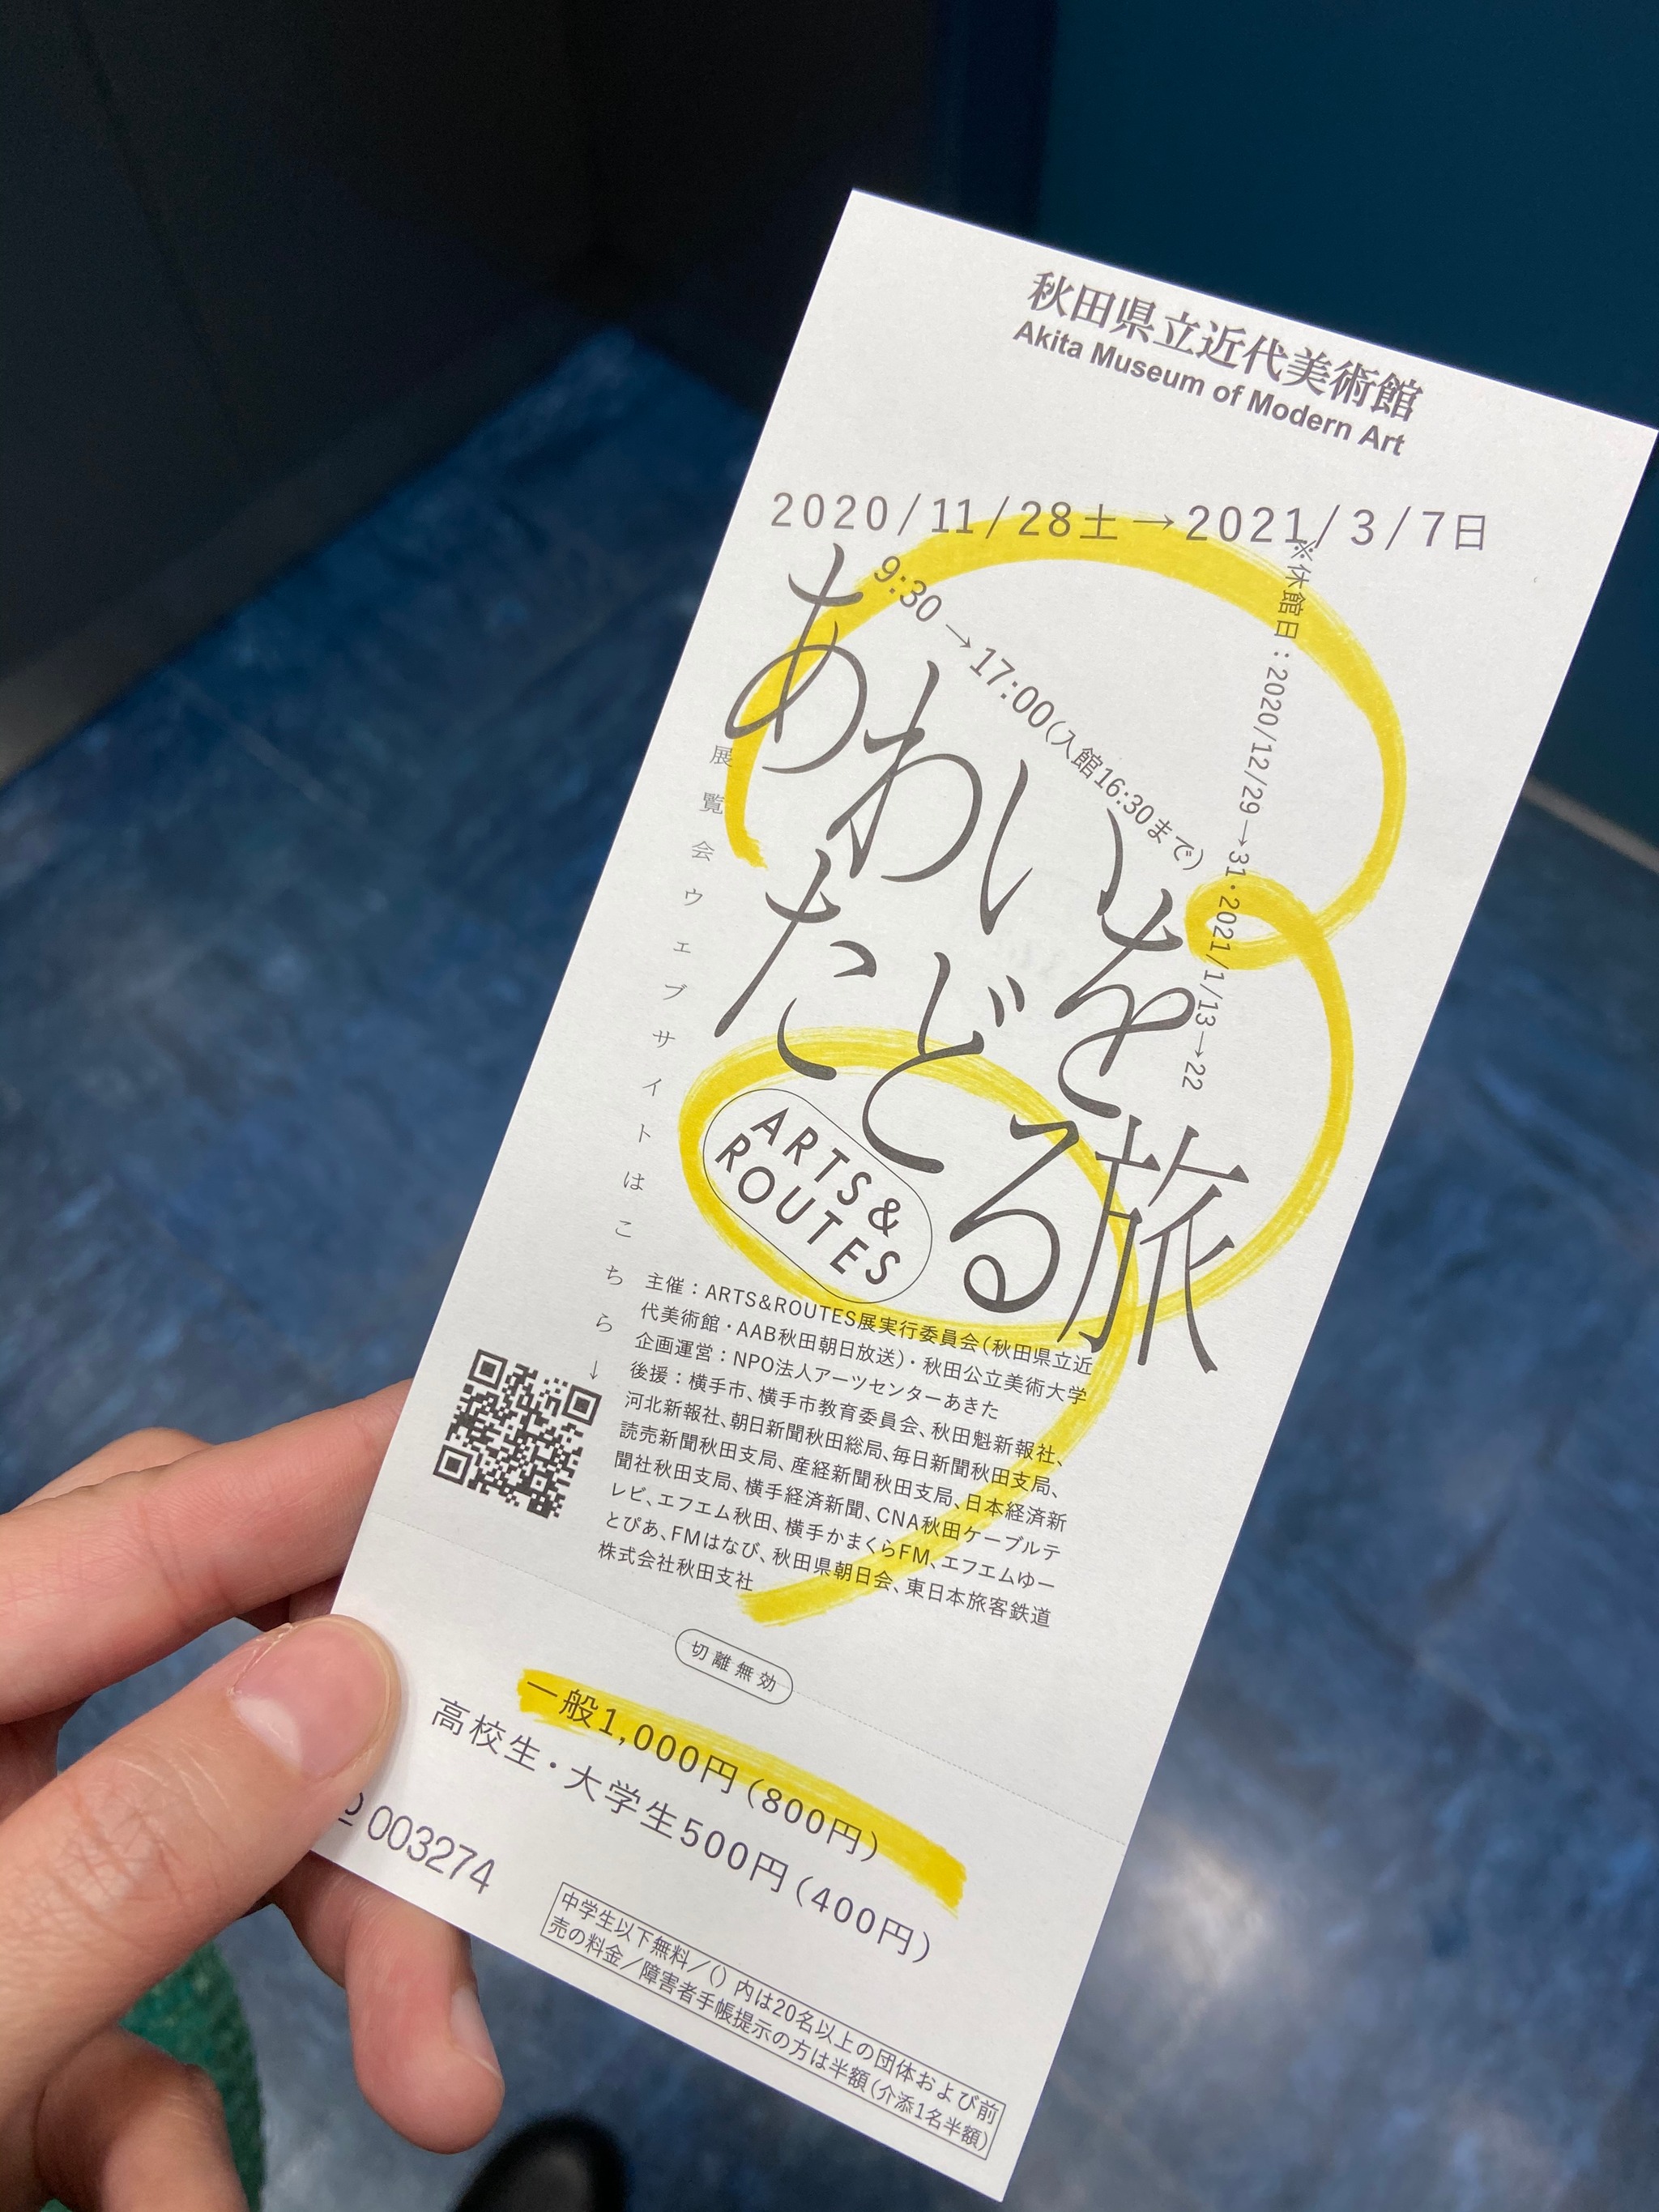 秋田県立近代美術館
Akita Museum of Modern Art
2020/11/28土→2021/3/7日
9:30→17:00(入館16:30まで)
※休館日：2020/12/29→31・2021/1/13→22
あわいを
たどる旅
ARTS&
ROUTES
展覧会ウェブサイトはこちら→
主催：ARTS&ROUTES展実行委員会(秋田県立近
代美術館・AAB秋田朝日放送)・秋田公立美術大学
企画運営：NPO法人アーツセンターあきた
後援：横手市、横手市教育委員会、秋田魁新報社、
河北新報社、朝日新聞秋田総局、毎日新聞秋田支局、
読売新聞秋田支局、産経新聞秋田支局、日本経済新
聞社秋田支局、横手経済新聞、CNA秋田ケーブルテ
レビ、エフエム秋田、横手かまくらFM、エフエムゆー
とぴあ、FMはなび、秋田県朝日会、東日本旅客鉄道
株式会社秋田支社
切離無効
一般1,000円(800円)
高校生・大学生500円(400円)
003274
中学生以下無料／( )内は20名以上の団体および前
売の料金／障害者手帳提示の方は半額(介添1名半額)